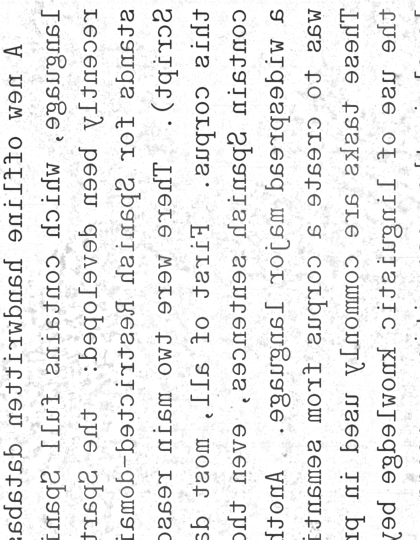 A new offline handwritten databas
language, which contains full Spani
recently been developed: the Spart
stands for Spanish Restricted-domai
Script). There were two main reaso
this corpus. First of all, most da
contain Spanish sentences, even tho
a widespread major language. Anoth
was to create a corpus from semanti
These tasks are commonly used in pr
the use of linguistic knowledge bey